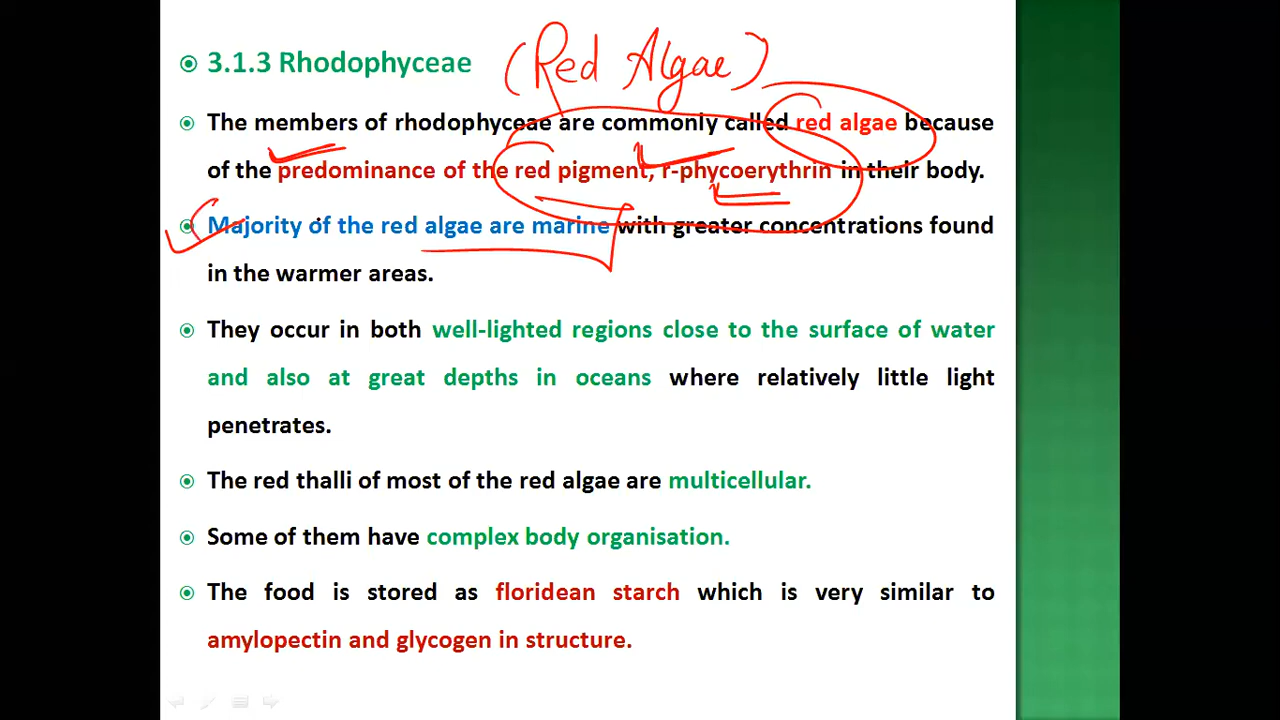 3.1.3 Rhodophyceae (Red Algae)
The members of rhodophyceae are commonly called red algae because
of the predominance of the red pigment, r-phycoerythrin in their body.
Majority of the red algae are marine with greater concentrations found
in the warmer areas.
They occur in both well-lighted regions close to the surface of water
and also at great depths in oceans where relatively little light
penetrates.
The red thalli of most of the red algae are multicellular.
Some of them have complex body organisation.
The food is stored as floridean starch which is very similar to
amylopectin and glycogen in structure.